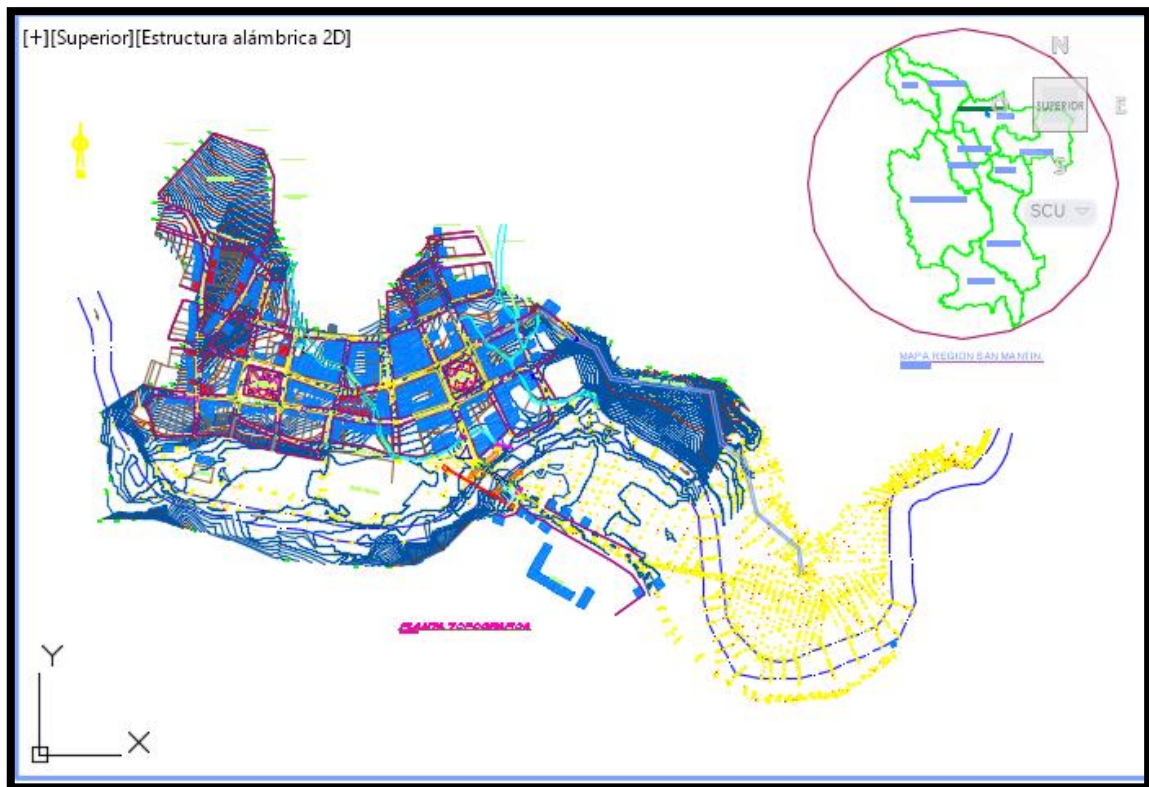 [+][Superior][Estructura alámbrica 2D]
N
SUPERIOR
S
SCU
MAPA REGION SAN MARTIN
PLANTA TOPOGRAFICA
Y
X